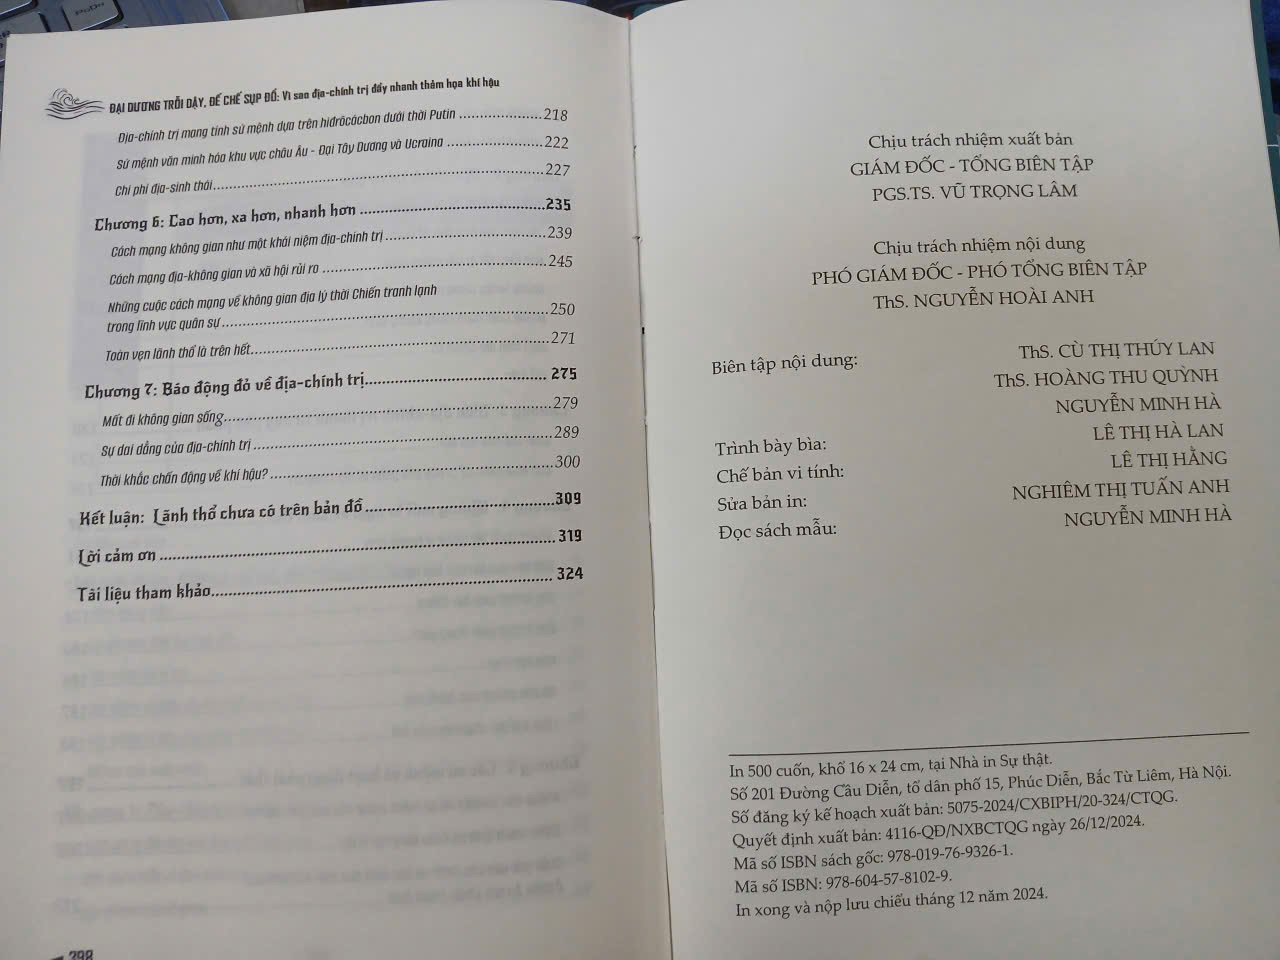 ĐẠI DƯƠNG TRỖI DẬY, ĐẾ CHẾ SỤP ĐỔ: Vì sao địa-chính trị đẩy nhanh thảm họa khí hậu
Địa-chính trị mang tính sứ mệnh dựa trên hiđrôcácbon dưới thời Putin ....................218
Sứ mệnh văn minh hóa khu vực châu Âu - Đại Tây Dương và Ucraina ....................222
Chi phí địa-sinh thái....................227
Chương 6: Cao hơn, xa hơn, nhanh hơn ....................235
Cách mạng không gian như một khái niệm địa-chính trị ....................239
Cách mạng địa-không gian và xã hội rủi ro ....................245
Những cuộc cách mạng về không gian địa lý thời Chiến tranh lạnh
trong lĩnh vực quân sự ....................250
Toàn vẹn lãnh thổ là trên hết....................271
Chương 7: Báo động đỏ về địa-chính trị.................... 275
Mất đi không gian sống....................279
Sự dai dẳng của địa-chính trị ....................289
Thời khắc chấn động về khí hậu? ....................300
Kết luận: Lãnh thổ chưa có trên bản đồ ....................309
Lời cảm ơn .................... 319
Tài liệu tham khảo.................... 324
398
Chịu trách nhiệm xuất bản
GIÁM ĐỐC - TỔNG BIÊN TẬP
PGS.TS. VŨ TRỌNG LÂM
Chịu trách nhiệm nội dung
PHÓ GIÁM ĐỐC - PHÓ TỔNG BIÊN TẬP
ThS. NGUYỄN HOÀI ANH
Biên tập nội dung: ThS. CÙ THỊ THÚY LAN
ThS. HOÀNG THU QUỲNH
NGUYỄN MINH HÀ
Trình bày bìa: LÊ THỊ HÀ LAN
Chế bản vi tính: LÊ THỊ HẰNG
Sửa bản in: NGHIÊM THỊ TUẤN ANH
Đọc sách mẫu: NGUYỄN MINH HÀ
In 500 cuốn, khổ 16 x 24 cm, tại Nhà in Sự thật.
Số 201 Đường Cầu Diễn, tổ dân phố 15, Phúc Diễn, Bắc Từ Liêm, Hà Nội.
Số đăng ký kế hoạch xuất bản: 5075-2024/CXBIPH/20-324/CTQG.
Quyết định xuất bản: 4116-QĐ/NXBCTQG ngày 26/12/2024.
Mã số ISBN sách gốc: 978-019-76-9326-1.
Mã số ISBN: 978-604-57-8102-9.
In xong và nộp lưu chiểu tháng 12 năm 2024.